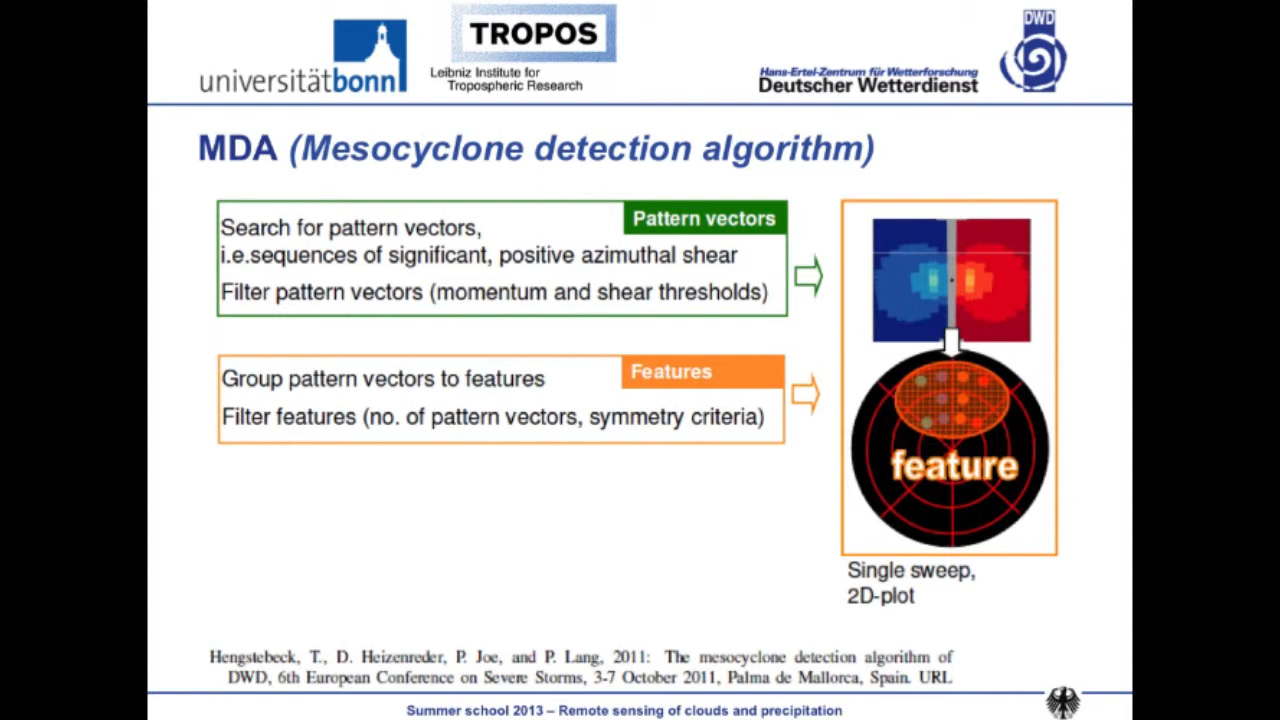 universitätbonn
TROPOS
Leibniz Institute for
Tropospheric Research
Hans-Ertel-Zentrum für Wetterforschung
Deutscher Wetterdienst
DWD
MDA (Mesocyclone detection algorithm)
Pattern vectors
Search for pattern vectors,
i.e.sequences of significant, positive azimuthal shear
Filter pattern vectors (momentum and shear thresholds)
Features
Group pattern vectors to features
Filter features (no. of pattern vectors, symmetry criteria)
feature
Single sweep,
2D-plot
Hengstebeck, T., D. Heizenreder, P. Joe, and P. Lang, 2011: The mesocyclone detection algorithm of
DWD, 6th European Conference on Severe Storms, 3-7 October 2011, Palma de Mallorca, Spain. URL
Summer school 2013 – Remote sensing of clouds and precipitation